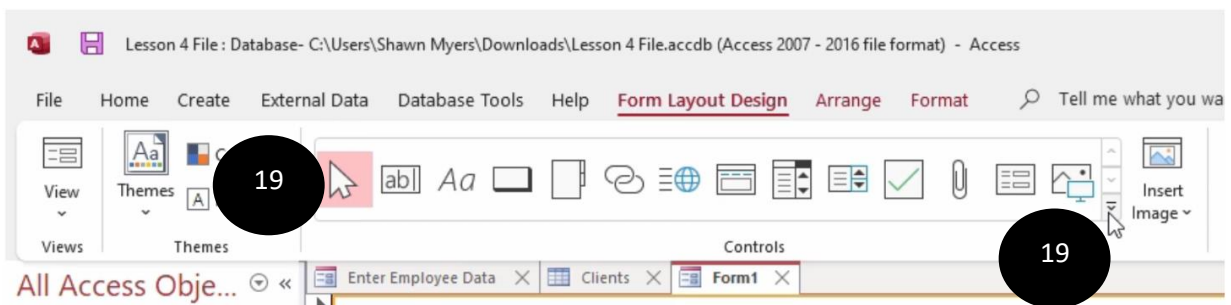 Lesson 4 File : Database- C:\Users\Shawn Myers\Downloads\Lesson 4 File.accdb (Access 2007 - 2016 file format) - Access
File Home Create External Data Database Tools Help Form Layout Design Arrange Format Tell me what you wa
View Themes Aa C A 19 ab Aa Insert Image
Views Themes Controls 19
All Access Obje... « Enter Employee Data Clients Form1